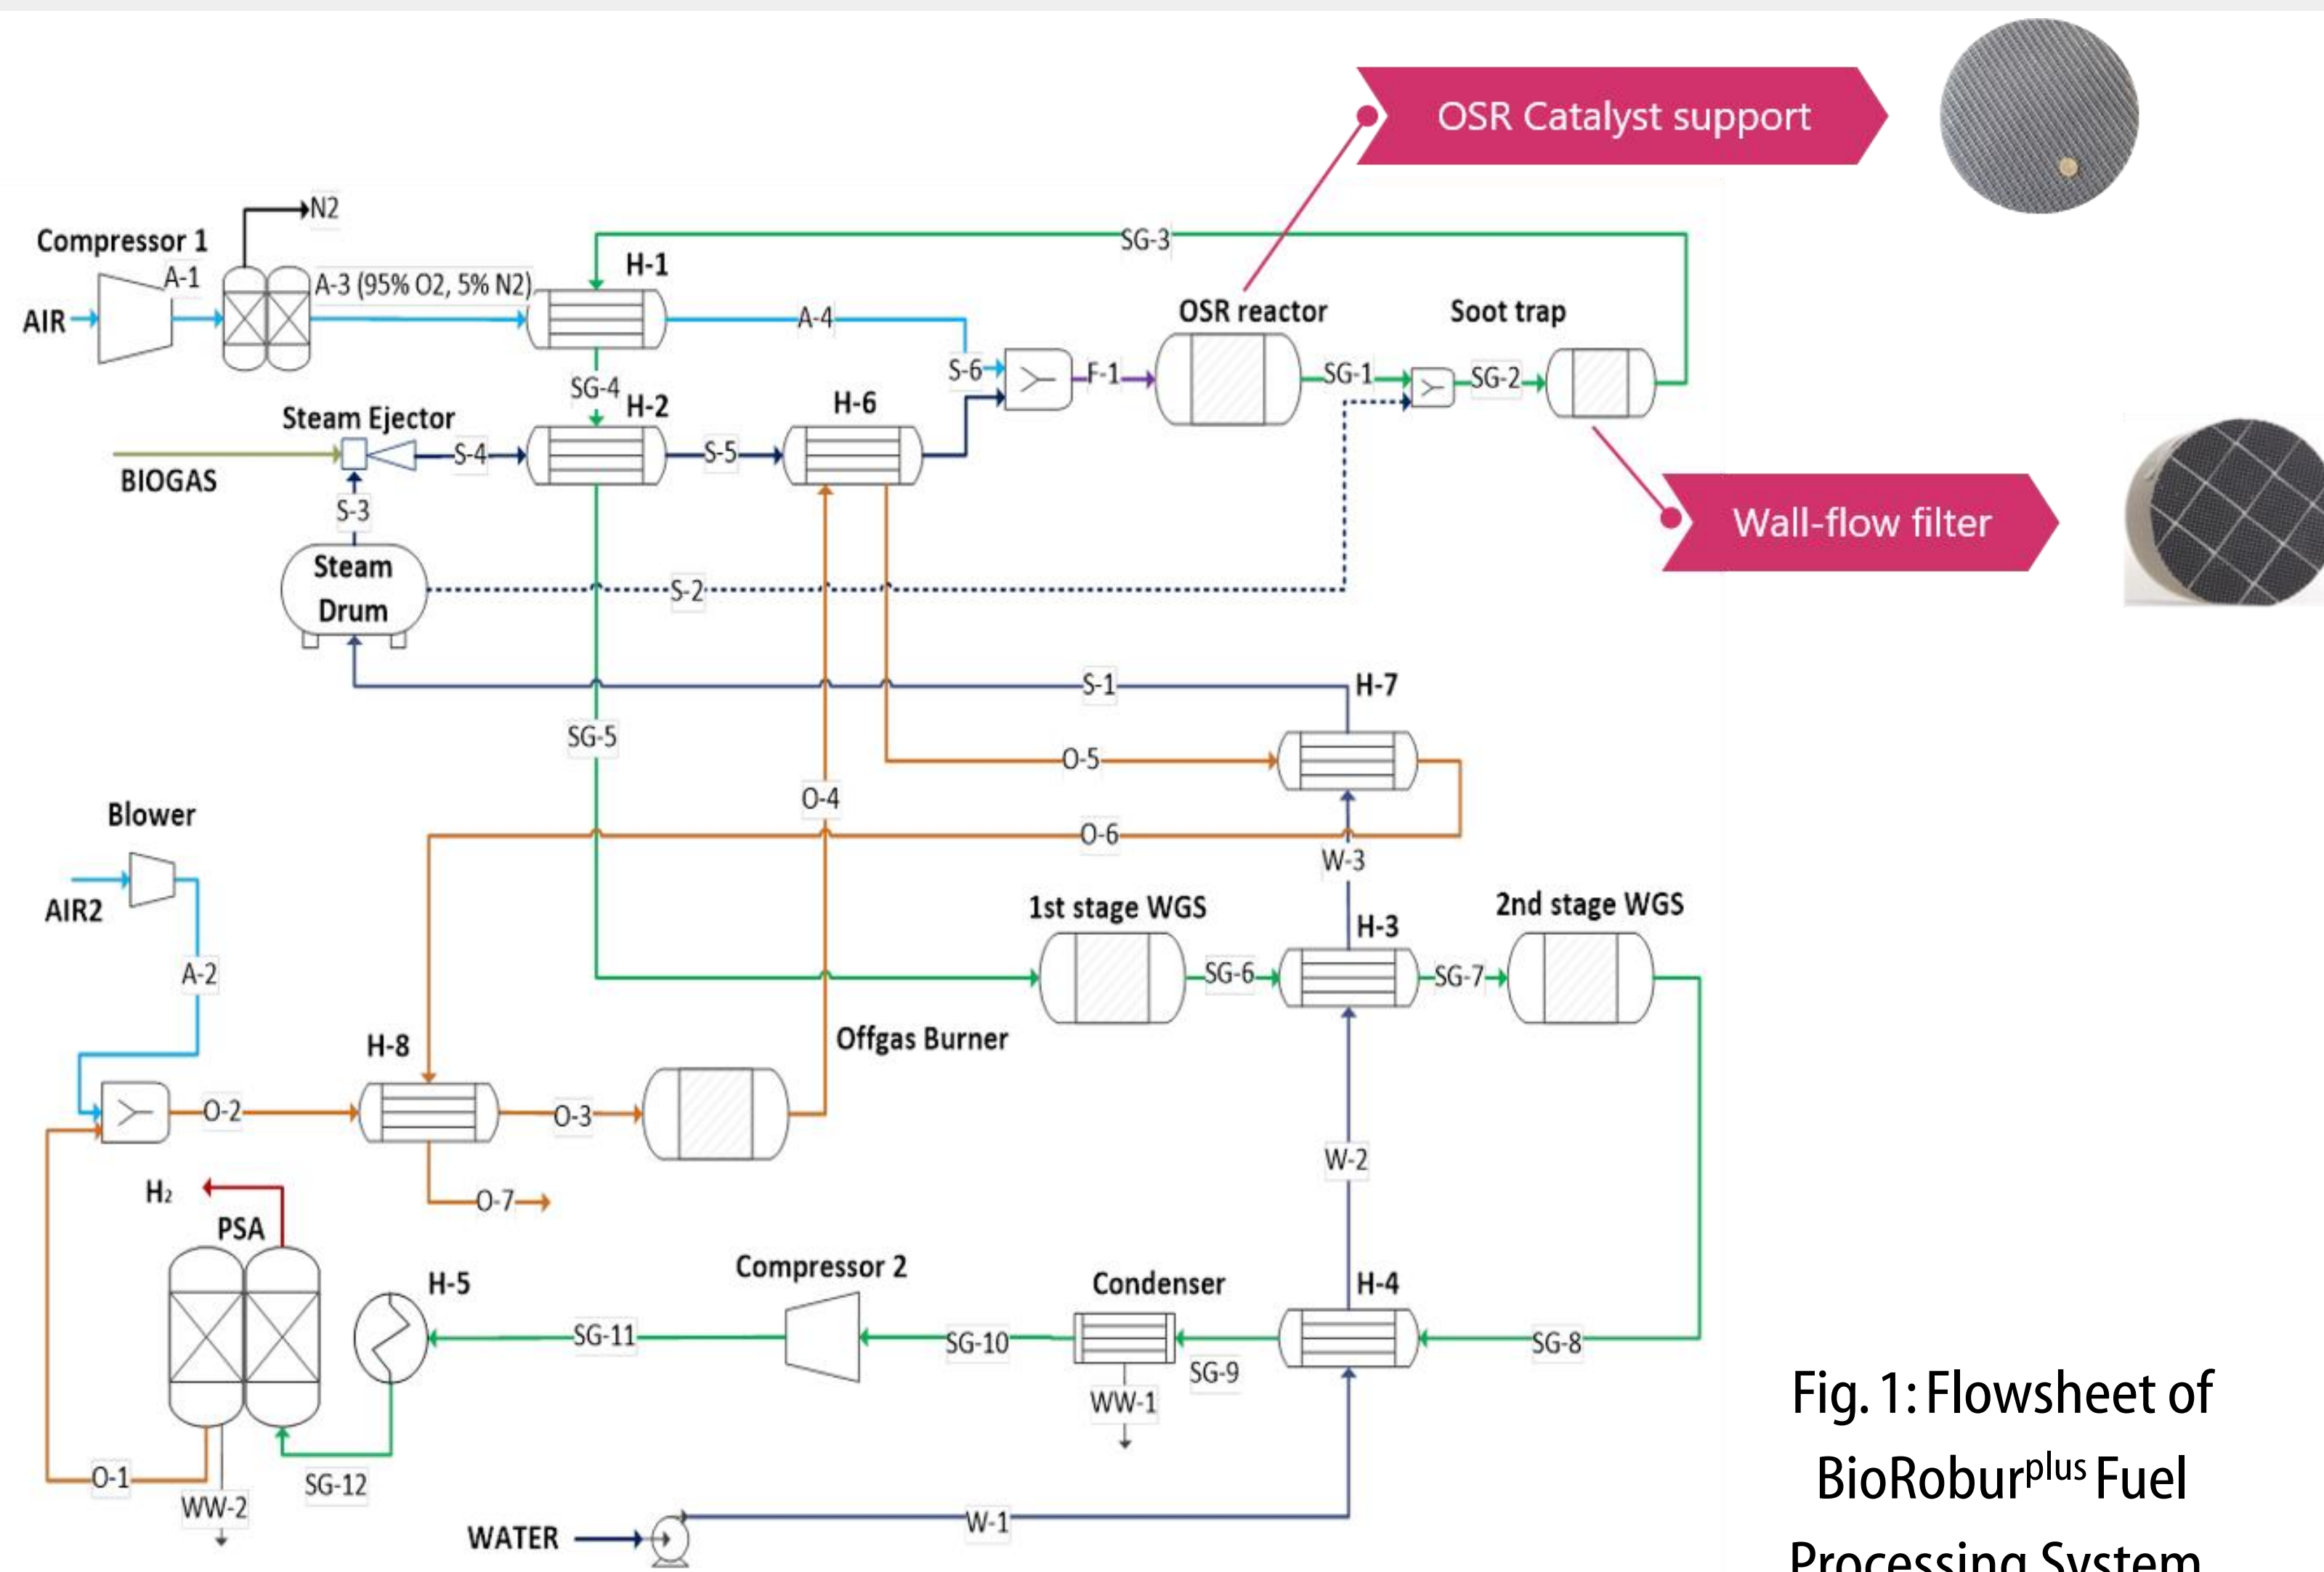 OSR Catalyst support
N2
Compressor 1
A-1
A-3 (95% O2, 5% N2)
H-1
SG-3
AIR
A-4
OSR reactor
Soot trap
S-6
F-1
SG-1
SG-2
SG-4
H-2
H-6
Steam Ejector
S-4
S-5
BIOGAS
S-3
Wall-flow filter
Steam
Drum
S-2
S-1
H-7
SG-5
O-5
O-4
Blower
O-6
W-3
AIR2
1st stage WGS
H-3
2nd stage WGS
A-2
SG-6
SG-7
H-8
Offgas Burner
O-2
O-3
W-2
H2
O-7
PSA
H-5
Compressor 2
Condenser
H-4
SG-11
SG-10
SG-9
SG-8
WW-1
O-1
SG-12
WW-2
WATER
W-1
Fig. 1: Flowsheet of
BioRoburplus Fuel
Processing System